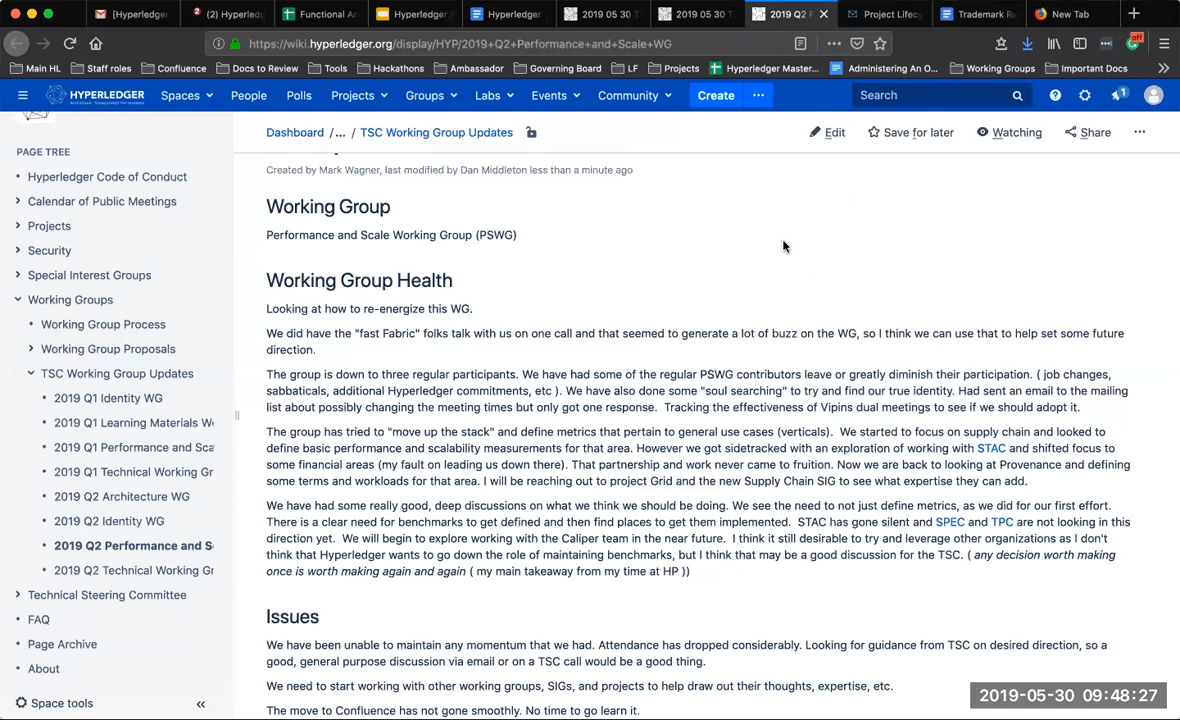 [Hyperledger
(2) Hyperled
Functional Ar
Hyperledger
Hyperledger
2019 05 30 T
2019 05 30 T
2019 Q2 P
Project Lifec
Trademark R
New Tab
https://wiki.hyperledger.org/display/HYP/2019+Q2+Performance+and+Scale+WG
off
Main HL
Staff roles
Confluence
Docs to Review
Tools
Hackathons
Ambassador
Governing Board
LF
Projects
Hyperledger Master...
Administering An O...
Working Groups
Important Docs
HYPERLEDGER
Spaces
People
Polls
Projects
Groups
Labs
Events
Community
Create
Search
1
Dashboard / ... / TSC Working Group Updates
Edit
Save for later
Watching
Share
PAGE TREE
Hyperledger Code of Conduct
Calendar of Public Meetings
Projects
Security
Special Interest Groups
Working Groups
Working Group Process
Working Group Proposals
TSC Working Group Updates
2019 Q1 Identity WG
2019 Q1 Learning Materials W
2019 Q1 Performance and Sca
2019 Q1 Technical Working Gr
2019 Q2 Architecture WG
2019 Q2 Identity WG
2019 Q2 Performance and S
2019 Q2 Technical Working Gr
Technical Steering Committee
FAQ
Page Archive
About
Space tools
Created by Mark Wagner, last modified by Dan Middleton less than a minute ago
Working Group
Performance and Scale Working Group (PSWG)
Working Group Health
Looking at how to re-energize this WG.
We did have the "fast Fabric" folks talk with us on one call and that seemed to generate a lot of buzz on the WG, so I think we can use that to help set some future
direction.
The group is down to three regular participants. We have had some of the regular PSWG contributors leave or greatly diminish their participation. ( job changes,
sabbaticals, additional Hyperledger commitments, etc ). We have also done some "soul searching" to try and find our true identity. Had sent an email to the mailing
list about possibly changing the meeting times but only got one response. Tracking the effectiveness of Vipins dual meetings to see if we should adopt it.
The group has tried to "move up the stack" and define metrics that pertain to general use cases (verticals). We started to focus on supply chain and looked to
define basic performance and scalability measurements for that area. However we got sidetracked with an exploration of working with STAC and shifted focus to
some financial areas (my fault on leading us down there). That partnership and work never came to fruition. Now we are back to looking at Provenance and defining
some terms and workloads for that area. I will be reaching out to project Grid and the new Supply Chain SIG to see what expertise they can add.
We have had some really good, deep discussions on what we think we should be doing. We see the need to not just define metrics, as we did for our first effort.
There is a clear need for benchmarks to get defined and then find places to get them implemented. STAC has gone silent and SPEC and TPC are not looking in this
direction yet. We will begin to explore working with the Caliper team in the near future. I think it still desirable to try and leverage other organizations as I don't
think that Hyperledger wants to go down the role of maintaining benchmarks, but I think that may be a good discussion for the TSC. ( any decision worth making
once is worth making again and again ( my main takeaway from my time at HP ))
Issues
We have been unable to maintain any momentum that we had. Attendance has dropped considerably. Looking for guidance from TSC on desired direction, so a
good, general purpose discussion via email or on a TSC call would be a good thing.
We need to start working with other working groups, SIGs, and projects to help draw out their thoughts, expertise, etc.
The move to Confluence has not gone smoothly. No time to go learn it.
2019-05-30 09:48:27